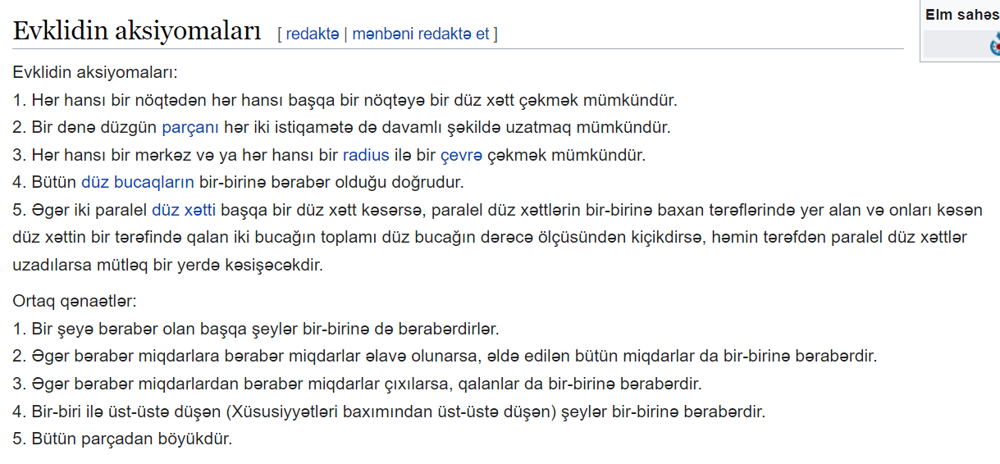 Evklidin aksiyomaları [ redaktə | mənbəni redaktə et ]
Elm sahəs
Evklidin aksiyomaları:
1. Hər hansı bir nöqtədən hər hansı başqa bir nöqtəyə bir düz xətt çəkmək mümkündür.
2. Bir dənə düzgün parçanı hər iki istiqamətə də davamlı şəkildə uzatmaq mümkündür.
3. Hər hansı bir mərkəz və ya hər hansı bir radius ilə bir çevrə çəkmək mümkündür.
4. Bütün düz bucaqların bir-birinə bərabər olduğu doğrudur.
5. Əgər iki paralel düz xətti başqa bir düz xətt kəsərsə, paralel düz xəttlərin bir-birinə baxan tərəflərində yer alan və onları kəsən
düz xəttin bir tərəfində qalan iki bucağın toplamı düz bucağın dərəcə ölçüsündən kiçikdirsə, həmin tərəfdən paralel düz xəttlər
uzadılarsa mütləq bir yerdə kəsişəcəkdir.
Ortaq qənaətlər:
1. Bir şeyə bərabər olan başqa şeylər bir-birinə də bərabərdirlər.
2. Əgər bərabər miqdarlara bərabər miqdarlar əlavə olunarsa, əldə edilən bütün miqdarlar da bir-birinə bərabərdir.
3. Əgər bərabər miqdarlardan bərabər miqdarlar çıxılarsa, qalanlar da bir-birinə bərabərdir.
4. Bir-biri ilə üst-üstə düşən (Xüsusiyyətləri baxımından üst-üstə düşən) şeylər bir-birinə bərabərdir.
5. Bütün parçadan böyükdür.